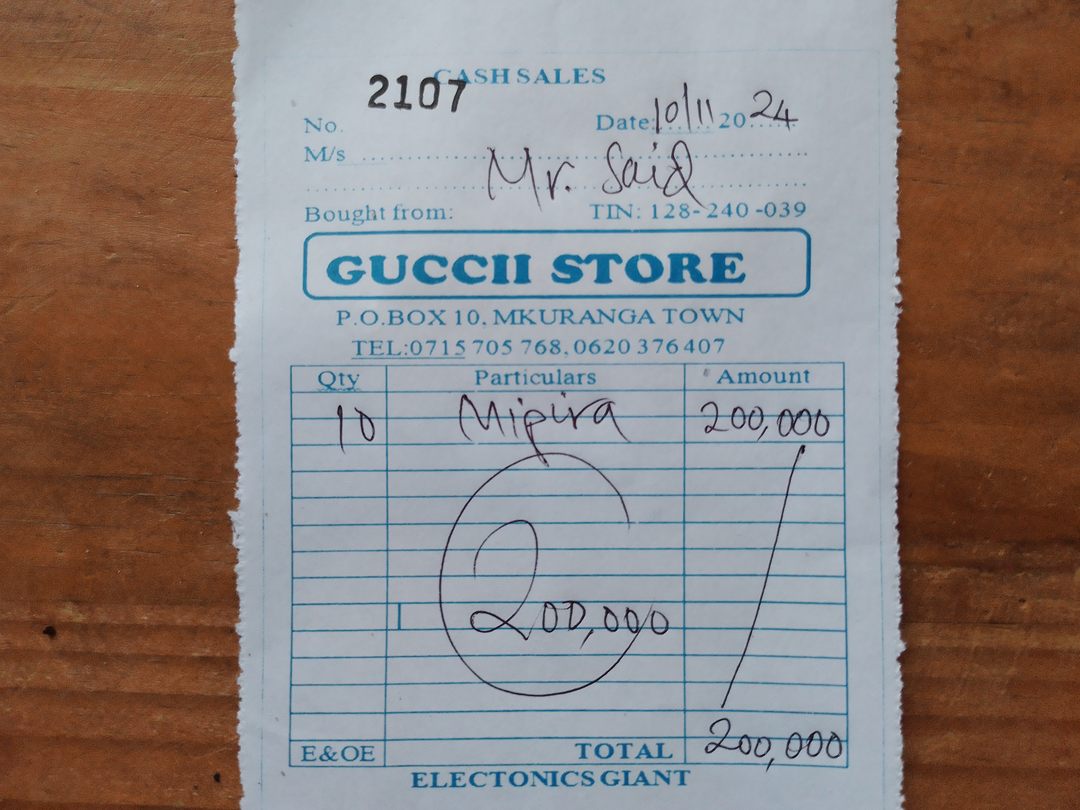 CASH SALES
2107
No. Date: 10/11 2024
M/s Mr. Said
Bought from: TIN: 128-240-039
GUCCII STORE
P.O.BOX 10, MKURANGA TOWN
TEL:0715 705 768, 0620 376407
Qty Particulars Amount
10 Mipira 200,000
200,000
200,000
E&OE TOTAL
ELECTONICS GIANT